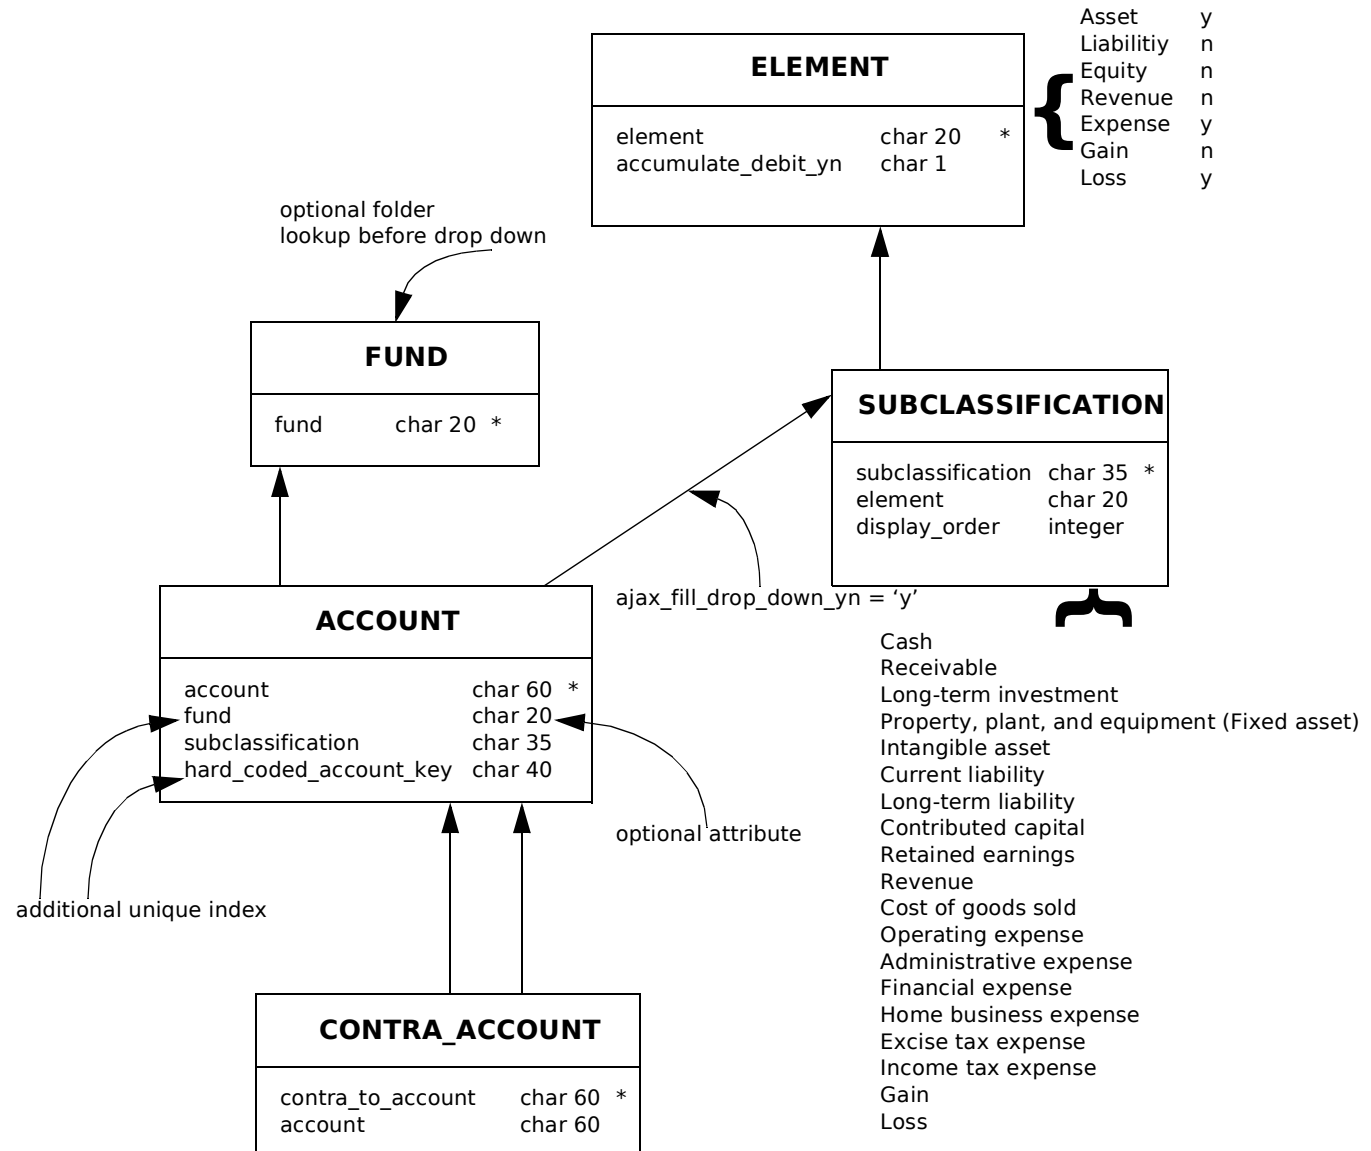 Asset y
Liabilitiy n
Equity n
Revenue n
Expense y
Gain n
Loss y
ELEMENT
element char 20 *
accumulate_debit_yn char 1
{
optional folder
lookup before drop down
FUND
fund char 20 *
SUBCLASSIFICATION
subclassification char 35 *
element char 20
display_order integer
ajax_fill_drop_down_yn = ‘y’
{
ACCOUNT
account char 60 *
fund char 20
subclassification char 35
hard_coded_account_key char 40
optional attribute
additional unique index
Cash
Receivable
Long-term investment
Property, plant, and equipment (Fixed asset)
Intangible asset
Current liability
Long-term liability
Contributed capital
Retained earnings
Revenue
Cost of goods sold
Operating expense
Administrative expense
Financial expense
Home business expense
Excise tax expense
Income tax expense
Gain
Loss
CONTRA_ACCOUNT
contra_to_account char 60 *
account char 60